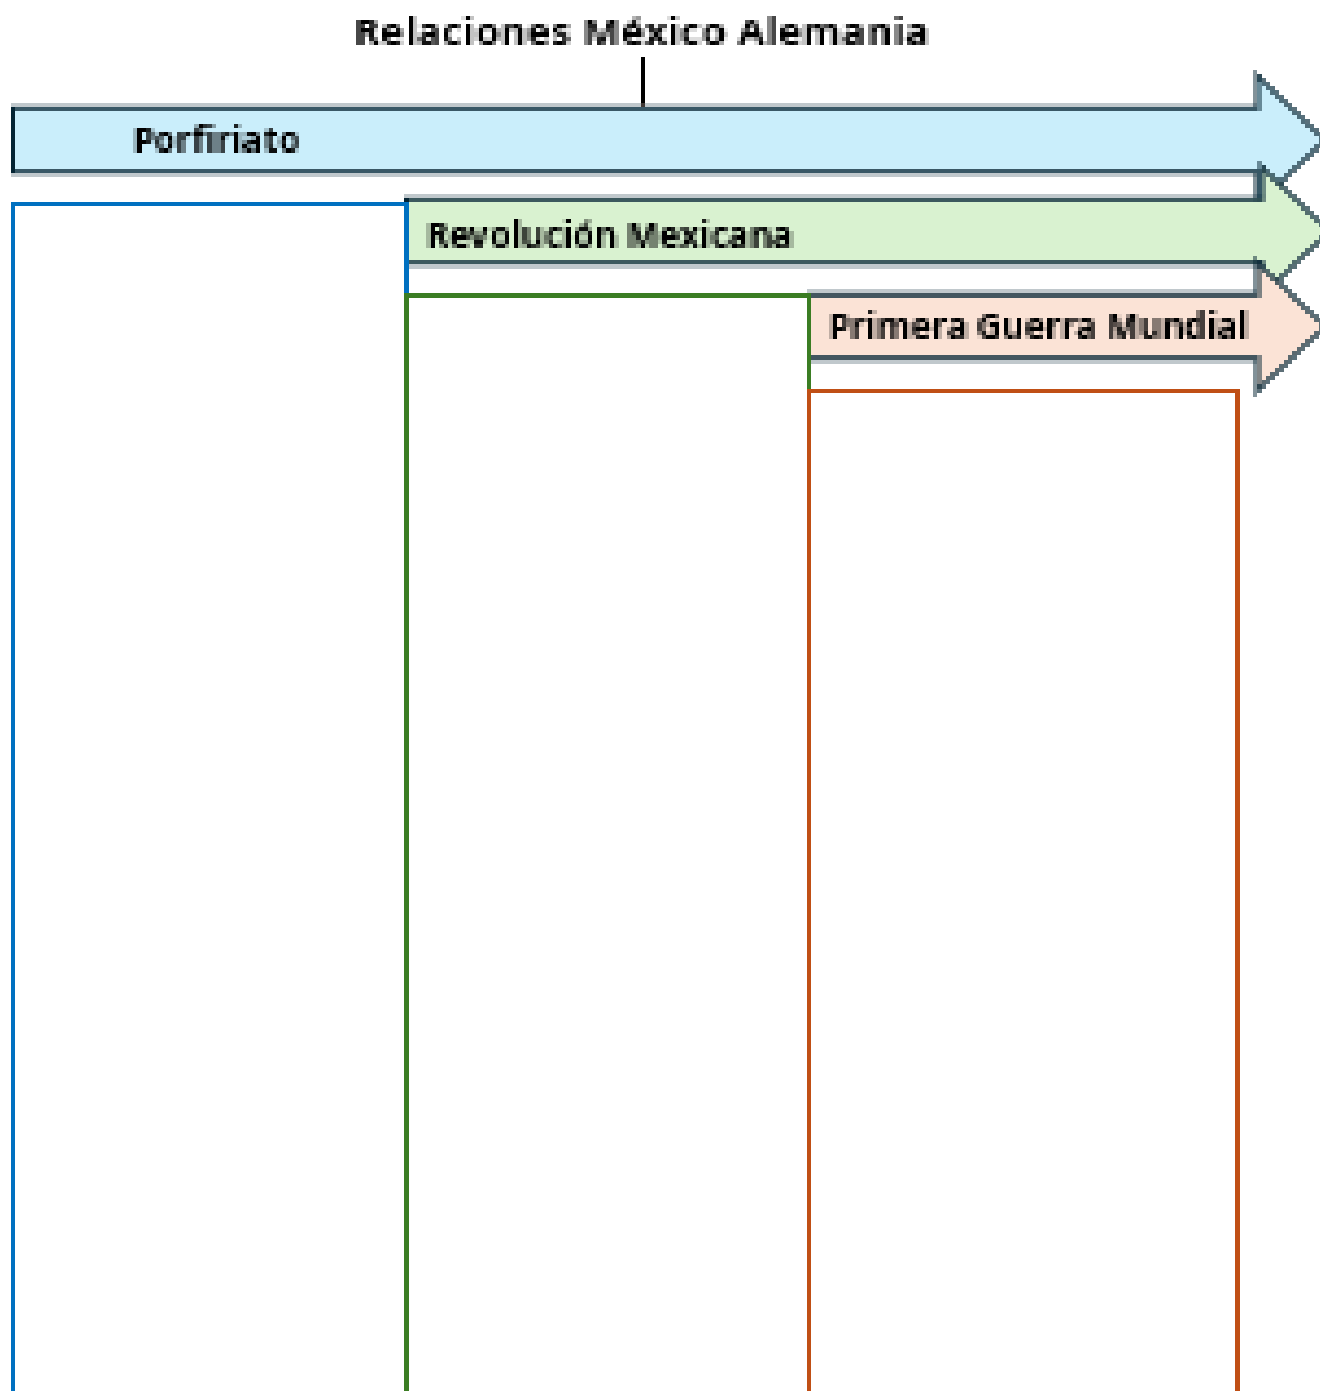 Relaciones México Alemania
Porfiriato
Revolución Mexicana
Primera Guerra Mundial